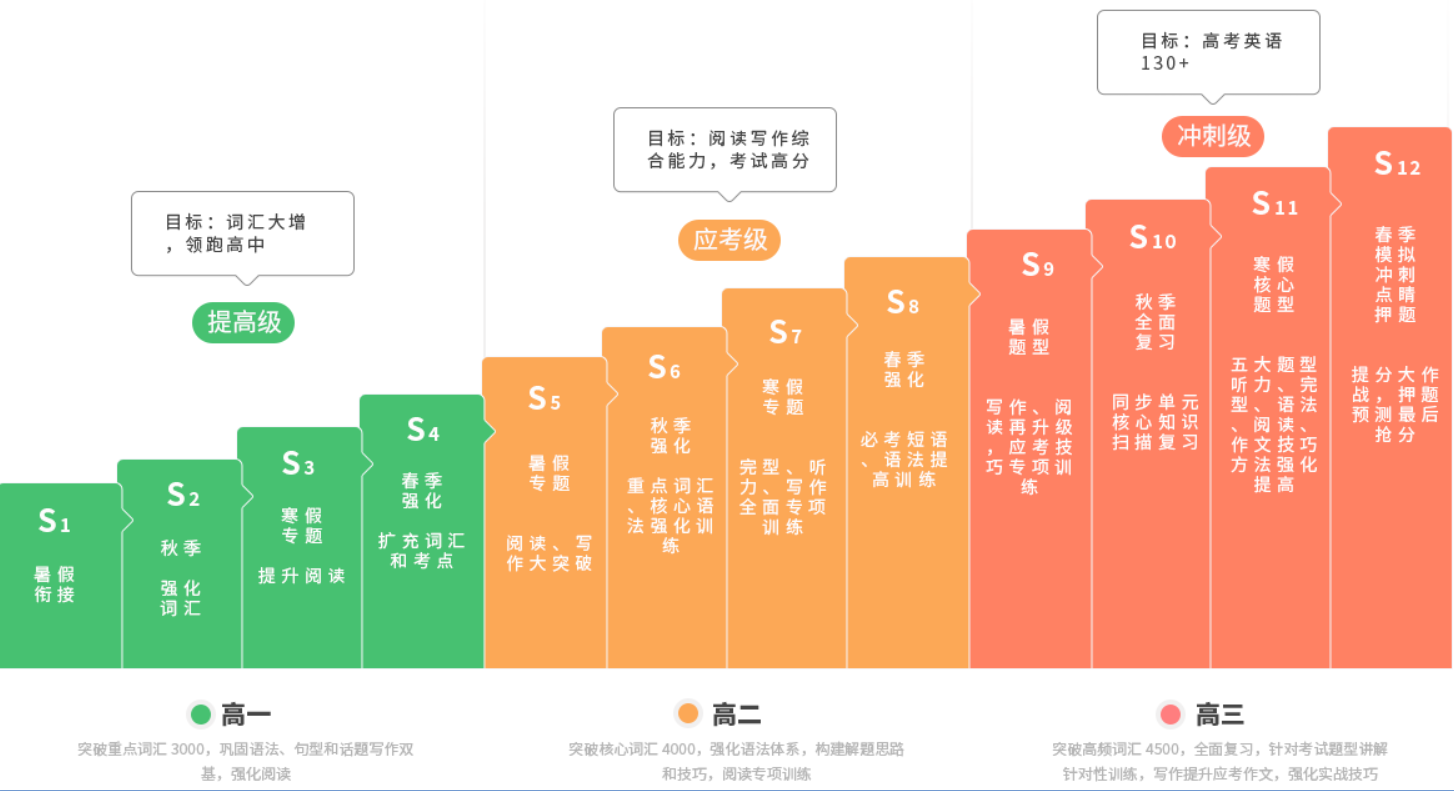 目标：词汇大增
，领跑高中
提高级
S1
暑假
衔接
S2
秋季
强化
词汇
S3
寒假
专题
提升阅读
S4
春季
强化
扩充词汇
和考点
高一
突破重点词汇 3000，巩固语法、句型和话题写作双
基，强化阅读
目标：阅读写作综
合能力，考试高分
应考级
S5
暑假
专题
阅读、写
作大突破
S6
秋季
强化
重点词汇
、核心语
法强化训
练
S7
寒假
专题
完型、听
力、写作
全面专项
训练
S8
春季
强化
必考短语
、语法提
高训练
高二
突破核心词汇 4000，强化语法体系，构建解题思路
和技巧，阅读专项训练
目标：高考英语
130+
冲刺级
S9
暑假
题型
写作、阅
读再升级
，应考技
巧专项训
练
S10
秋季
全面
复习
同步单元
核心知识
扫描复习
S11
寒假
核心
题型
五大题型
听力、完
型、语法
、阅读、
作文技巧
方法强化
提高
S12
春季
模拟
冲刺
点睛
押题
提分大作
战，押题
预测最后
抢分
高三
突破高频词汇 4500，全面复习，针对考试题型讲解
针对性训练，写作提升应考作文，强化实战技巧